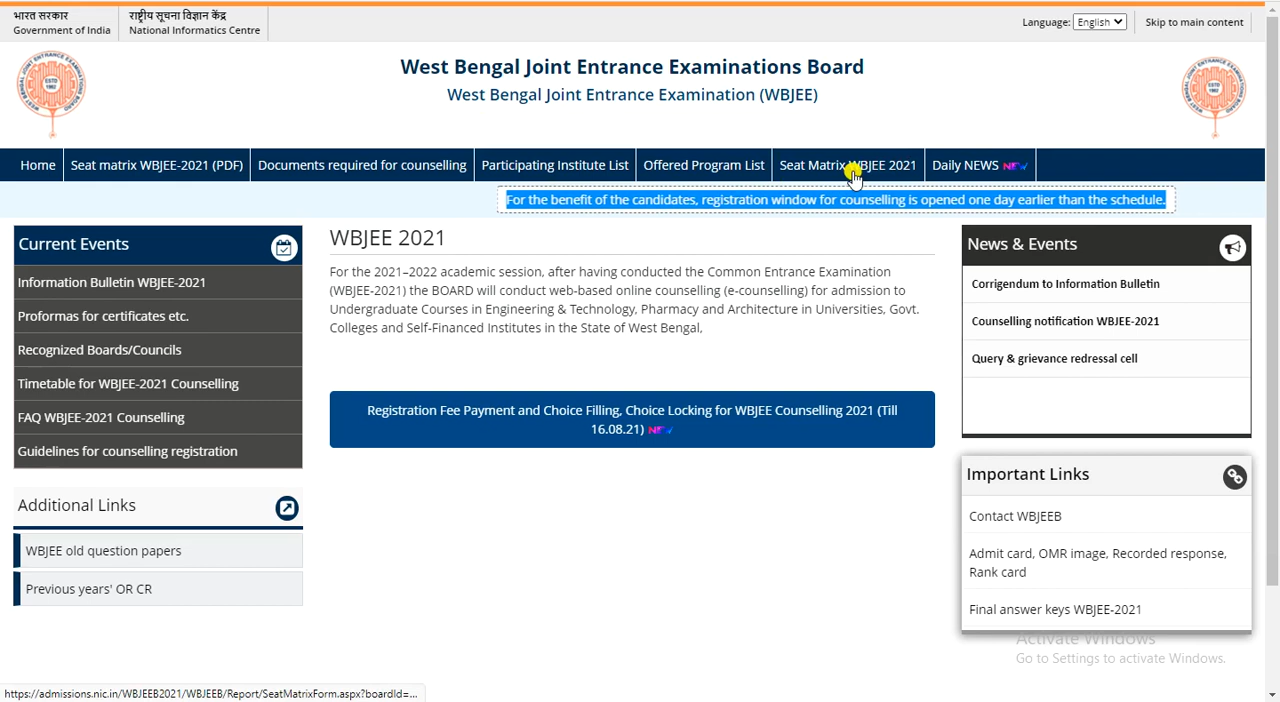 भारत सरकार
Government of India
राष्ट्रीय सूचना विज्ञान केंद्र
National Informatics Centre
Language: English
Skip to main content
West Bengal Joint Entrance Examinations Board
West Bengal Joint Entrance Examination (WBJEE)
Home
Seat matrix WBJEE-2021 (PDF)
Documents required for counselling
Participating Institute List
Offered Program List
Seat Matrix WBJEE 2021
Daily NEWS NEW
For the benefit of the candidates, registration window for counselling is opened one day earlier than the schedule.
Current Events
Information Bulletin WBJEE-2021
Proformas for certificates etc.
Recognized Boards/Councils
Timetable for WBJEE-2021 Counselling
FAQ WBJEE-2021 Counselling
Guidelines for counselling registration
Additional Links
WBJEE old question papers
Previous years' OR CR
WBJEE 2021
For the 2021–2022 academic session, after having conducted the Common Entrance Examination
(WBJEE-2021) the BOARD will conduct web-based online counselling (e-counselling) for admission to
Undergraduate Courses in Engineering & Technology, Pharmacy and Architecture in Universities, Govt.
Colleges and Self-Financed Institutes in the State of West Bengal,
Registration Fee Payment and Choice Filling, Choice Locking for WBJEE Counselling 2021 (Till
16.08.21) NEW
News & Events
Corrigendum to Information Bulletin
Counselling notification WBJEE-2021
Query & grievance redressal cell
Important Links
Contact WBJEEB
Admit card, OMR image, Recorded response,
Rank card
Final answer keys WBJEE-2021
Activate Windows
Go to Settings to activate Windows.
https://admissions.nic.in/WBJEEB2021/WBJEEB/Report/SeatMatrixForm.aspx?boardId=...